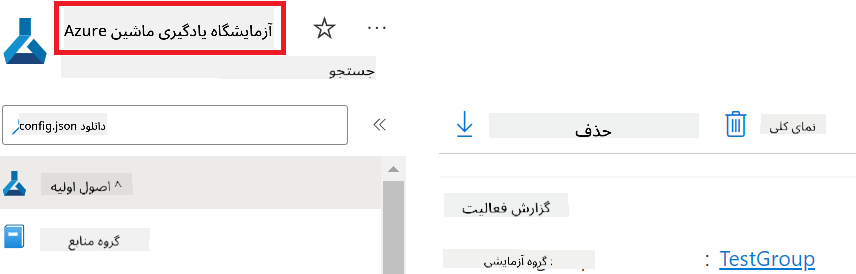 آزمایشگاه یادگیری ماشین Azure
جستجو
دانلود config.json
حذف
نمای کلی
^ اصول اولیه
گزارش فعالیت
گروه منابع
گروه آزمایشی :
: TestGroup